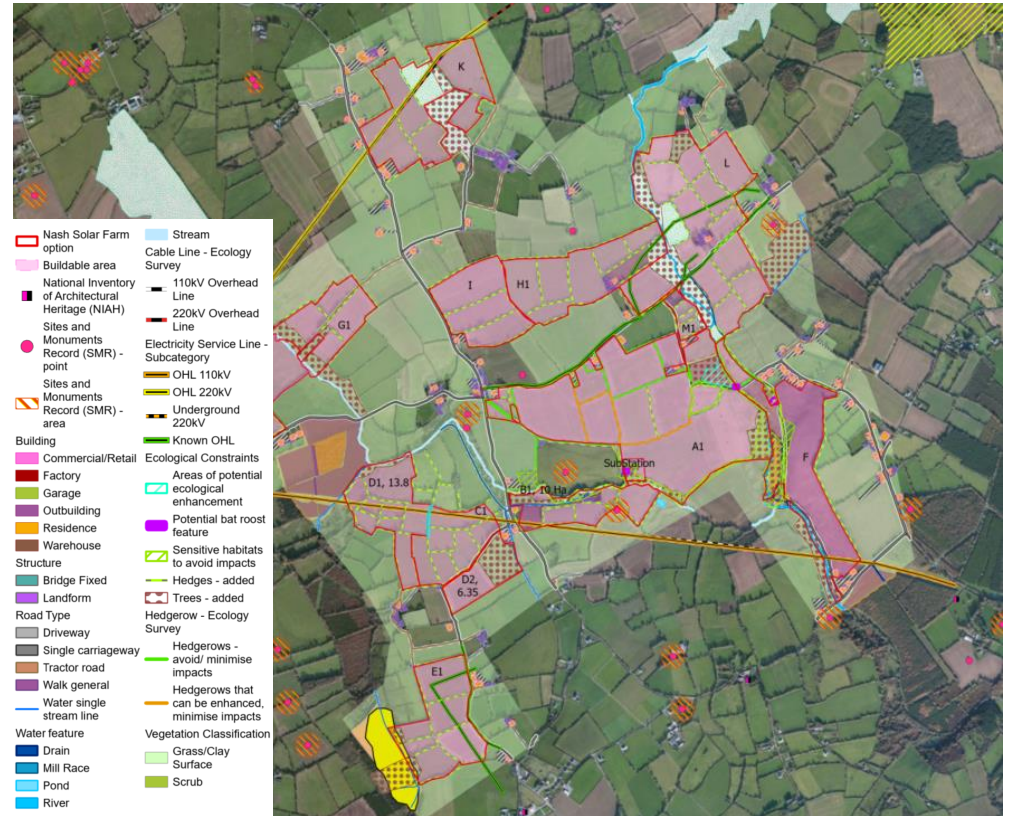 K
L
I
H1
G1
M1
A1
F
SubStation
B1, 10 Ha
D1, 13.8
C1
D2,
6.35
E1
Nash Solar Farm
option
Buildable area
National Inventory
of Architectural
Heritage (NIAH)
Sites and
Monuments
Record (SMR) -
point
Sites and
Monuments
Record (SMR) -
area
Building
Commercial/Retail
Factory
Garage
Outbuilding
Residence
Warehouse
Structure
Bridge Fixed
Landform
Road Type
Driveway
Single carriageway
Tractor road
Walk general
Water single
stream line
Water feature
Drain
Mill Race
Pond
River
Stream
Cable Line - Ecology
Survey
110kV Overhead
Line
220kV Overhead
Line
Electricity Service Line -
Subcategory
OHL 110kV
OHL 220kV
Underground
220kV
Known OHL
Ecological Constraints
Areas of potential
ecological
enhancement
Potential bat roost
feature
Sensitive habitats
to avoid impacts
Hedges - added
Trees - added
Hedgerow - Ecology
Survey
Hedgerows -
avoid/ minimise
impacts
Hedgerows that
can be enhanced,
minimise impacts
Vegetation Classification
Grass/Clay
Surface
Scrub